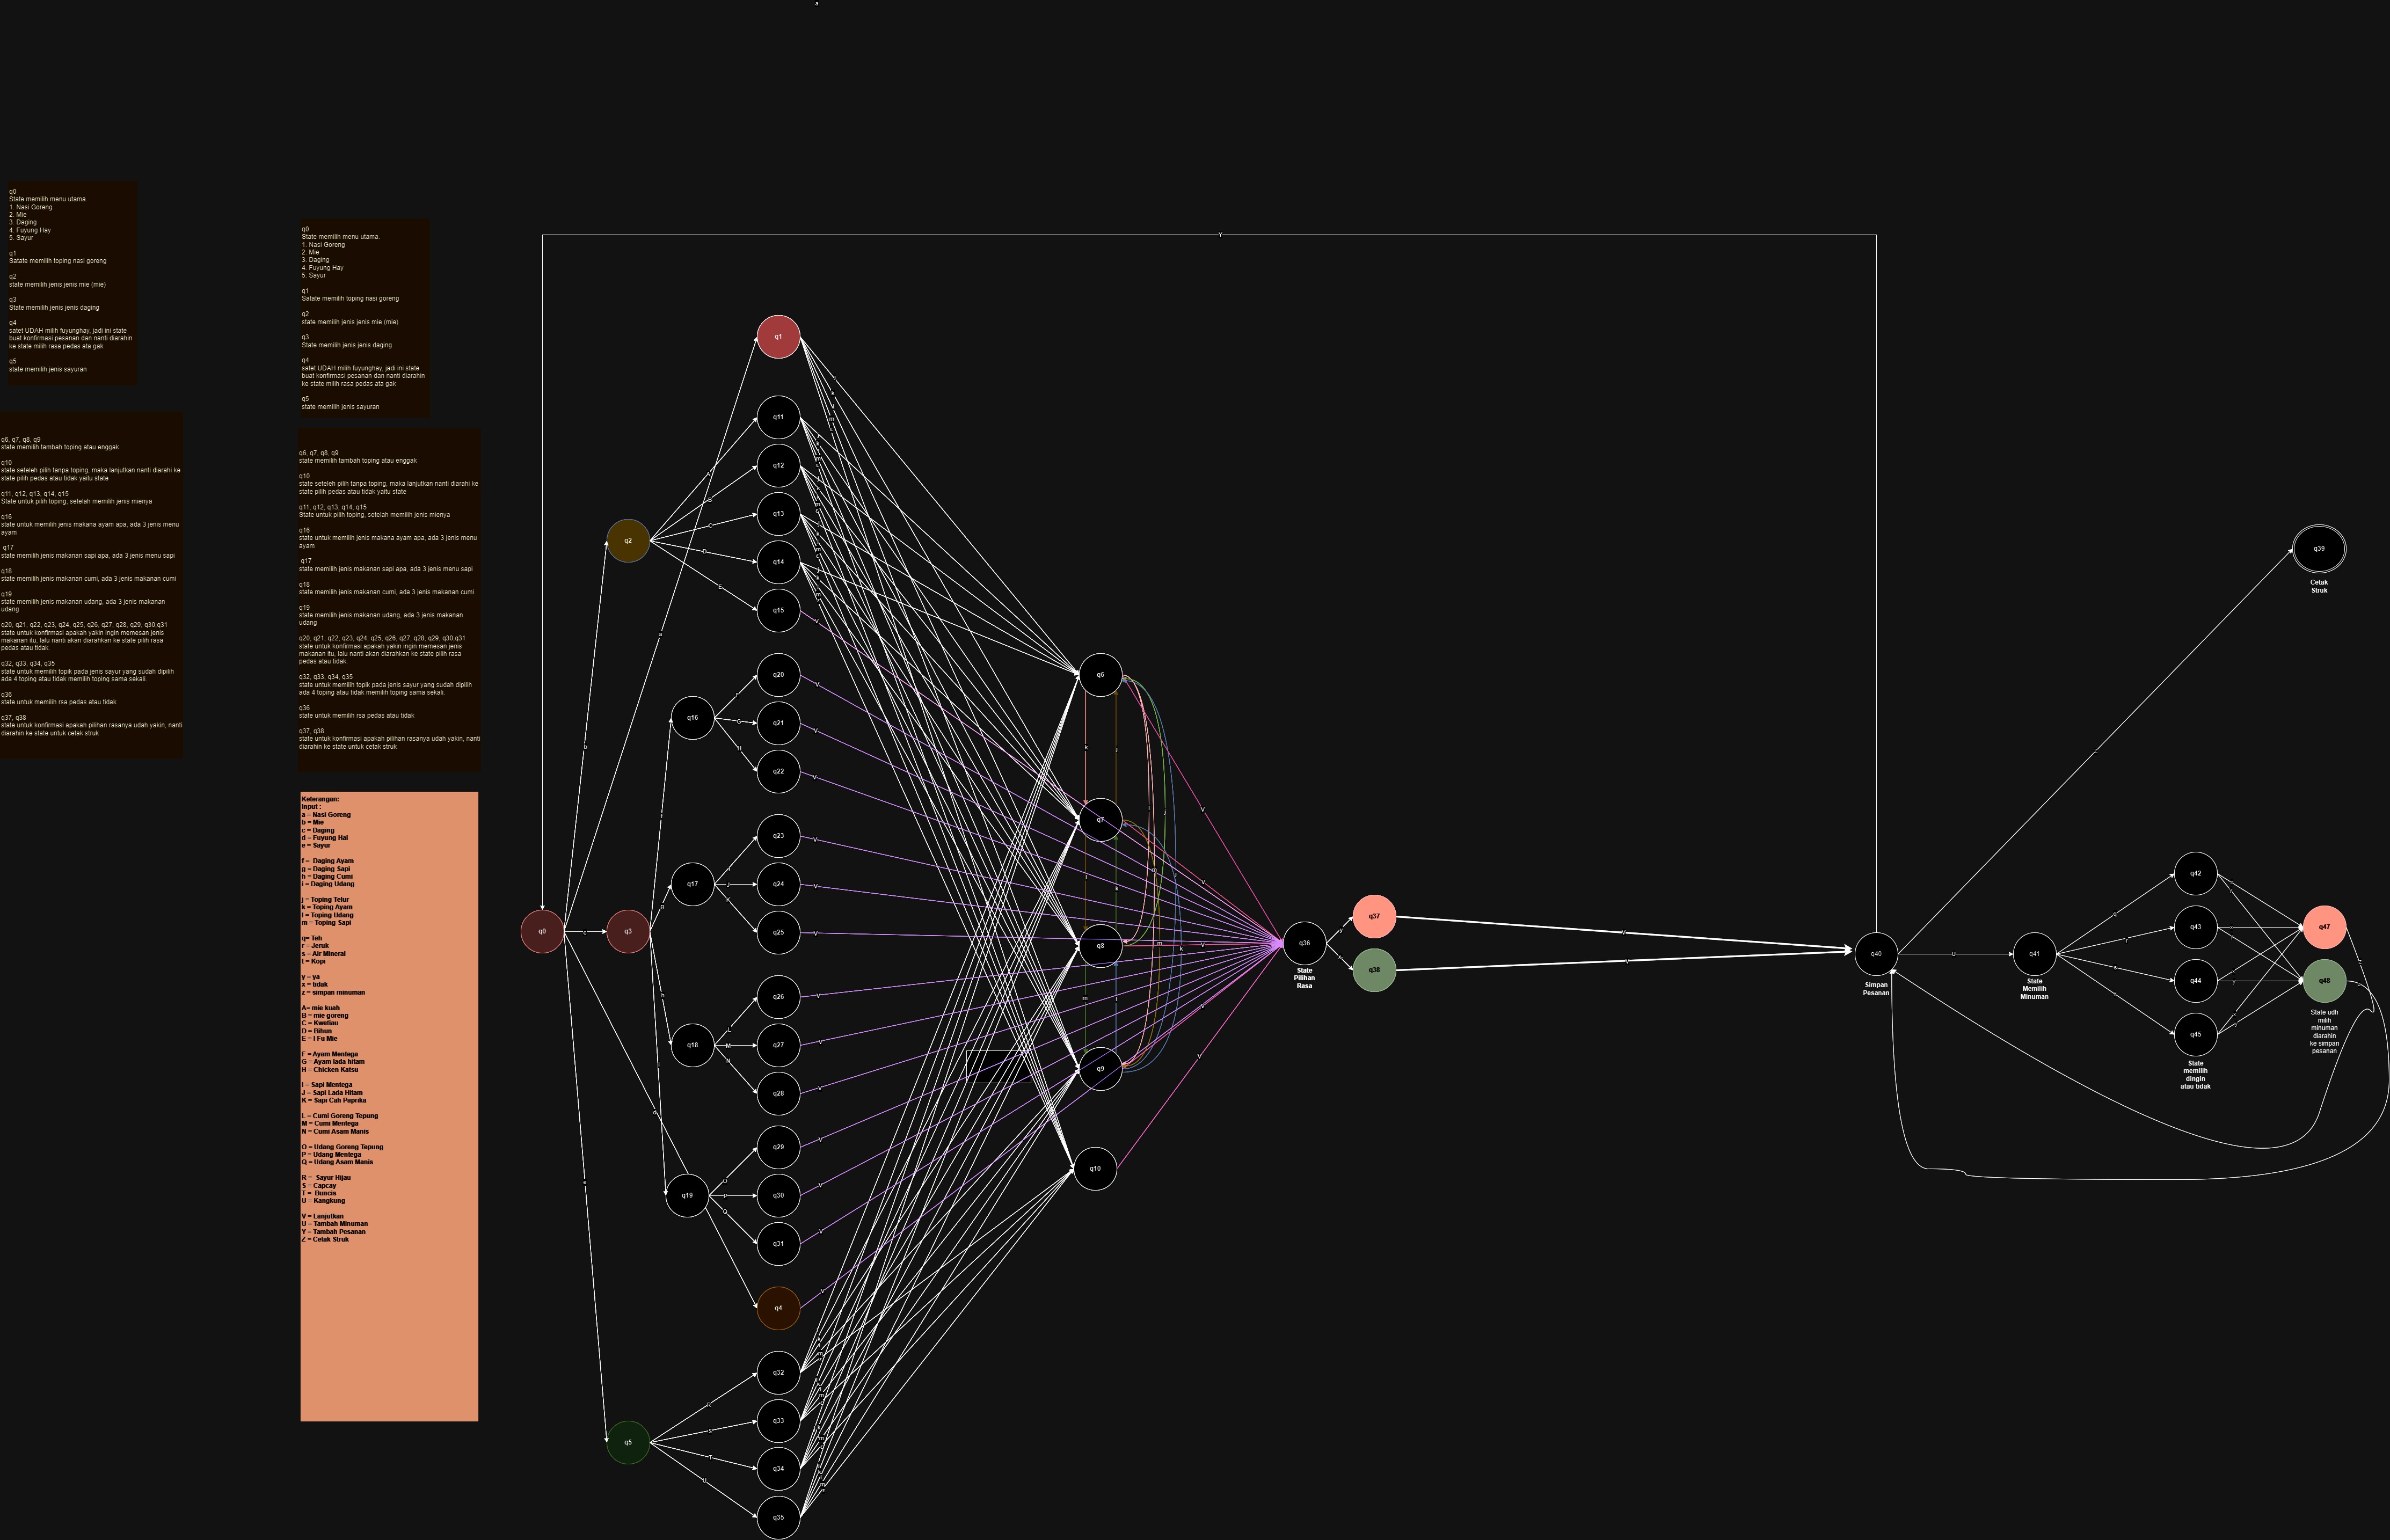 a
q0
State memilih menu utama.
1. Nasi Goreng
2. Mie
3. Daging
4. Fuyung Hay
5. Sayur
q1
Satate memilih toping nasi goreng
q2
state memilih jenis jenis mie (mie)
q3
State memilih jenis jenis daging
q4
satet UDAH milih fuyunghay, jadi ini state
buat konfirmasi pesanan dan nanti diarahin
ke state milih rasa pedas ata gak
q5
state memilih jenis sayuran
q6, q7, q8, q9
state memilih tambah toping atau enggak
q10
state seteleh pilih tanpa toping, maka lanjutkan nanti diarahi ke
state pilih pedas atau tidak yaitu state
q11, q12, q13, q14, q15
State untuk pilih toping, setelah memilih jenis mienya
q16
state untuk memilih jenis makana ayam apa, ada 3 jenis menu
ayam
q17
state memilih jenis makanan sapi apa, ada 3 jenis menu sapi
q18
state memilih jenis makanan cumi, ada 3 jenis makanan cumi
q19
state memilih jenis makanan udang, ada 3 jenis makanan
udang
q20, q21, q22, q23, q24, q25, q26, q27, q28, q29, q30,q31
state untuk konfirmasi apakah yakin ingin memesan jenis
makanan itu, lalu nanti akan diarahkan ke state pilih rasa
pedas atau tidak.
q32, q33, q34, q35
state untuk memilih topik pada jenis sayur yang sudah dipilih
ada 4 toping atau tidak memilih toping sama sekali.
q36
state untuk memilih rsa pedas atau tidak
q37, q38
state untuk konfirmasi apakah pilihan rasanya udah yakin, nanti
diarahin ke state untuk cetak struk
q0
State memilih menu utama.
1. Nasi Goreng
2. Mie
3. Daging
4. Fuyung Hay
5. Sayur
q1
Satate memilih toping nasi goreng
q2
state memilih jenis jenis mie (mie)
q3
State memilih jenis jenis daging
q4
satet UDAH milih fuyunghay, jadi ini state
buat konfirmasi pesanan dan nanti diarahin
ke state milih rasa pedas ata gak
q5
state memilih jenis sayuran
q6, q7, q8, q9
state memilih tambah toping atau enggak
q10
state seteleh pilih tanpa toping, maka lanjutkan nanti diarahi ke
state pilih pedas atau tidak yaitu state
q11, q12, q13, q14, q15
State untuk pilih toping, setelah memilih jenis mienya
q16
state untuk memilih jenis makana ayam apa, ada 3 jenis menu
ayam
q17
state memilih jenis makanan sapi apa, ada 3 jenis menu sapi
q18
state memilih jenis makanan cumi, ada 3 jenis makanan cumi
q19
state memilih jenis makanan udang, ada 3 jenis makanan
udang
q20, q21, q22, q23, q24, q25, q26, q27, q28, q29, q30,q31
state untuk konfirmasi apakah yakin ingin memesan jenis
makanan itu, lalu nanti akan diarahkan ke state pilih rasa
pedas atau tidak.
q32, q33, q34, q35
state untuk memilih topik pada jenis sayur yang sudah dipilih
ada 4 toping atau tidak memilih toping sama sekali.
q36
state untuk memilih rsa pedas atau tidak
q37, q38
state untuk konfirmasi apakah pilihan rasanya udah yakin, nanti
diarahin ke state untuk cetak struk
Keterangan:
Input :
a = Nasi Goreng
b = Mie
c = Daging
d = Fuyung Hai
e = Sayur
f = Daging Ayam
g = Daging Sapi
h = Daging Cumi
i = Daging Udang
j = Toping Telur
k = Toping Ayam
l = Toping Udang
m = Toping Sapi
q= Teh
r = Jeruk
s = Air Mineral
t = Kopi
y = ya
x = tidak
z = simpan minuman
A= mie kuah
B = mie goreng
C = Kwetiau
D = Bihun
E = I Fu Mie
F = Ayam Mentega
G = Ayam lada hitam
H = Chicken Katsu
I = Sapi Mentega
J = Sapi Lada Hitam
K = Sapi Cah Paprika
L = Cumi Goreng Tepung
M = Cumi Mentega
N = Cumi Asam Manis
O = Udang Goreng Tepung
P = Udang Mentega
Q = Udang Asam Manis
R = Sayur Hijau
S = Capcay
T = Buncis
U = Kangkung
V = Lanjutkan
U = Tambah Minuman
Y = Tambah Pesanan
Z = Cetak Struk
Y
q0
q2
q3
q5
q16
q17
q18
q19
q1
q11
q12
q13
q14
q15
q20
q21
q22
q23
q24
q25
q26
q27
q28
q29
q30
q31
q4
q32
q33
q34
q35
q6
q7
q8
q9
q10
q36
State
Pilihan
Rasa
q37
q38
q40
Simpan
Pesanan
U
q41
State
Memilih
Minuman
q42
q43
q44
q45
State
memilih
dingin
atau tidak
q47
q48
State udh
milih
minuman
diarahin
ke simpan
pesanan
q39
Cetak
Struk